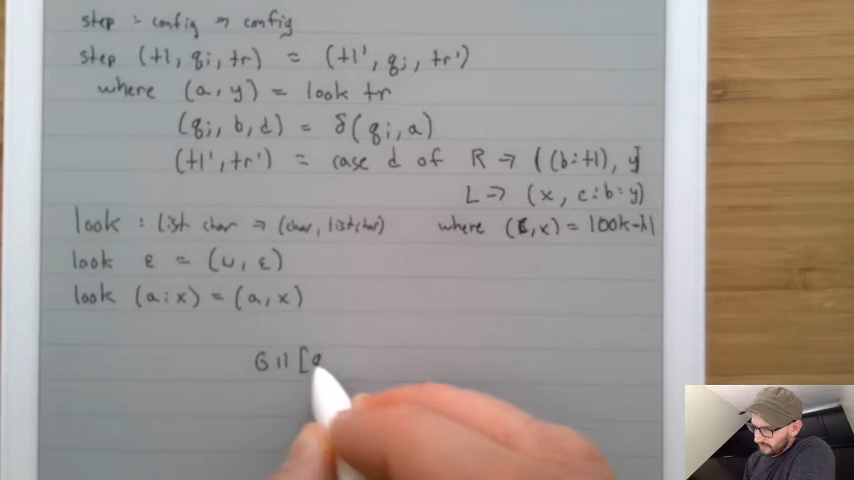 step : config → config
step (tl, qi, tr) = (tl', qj, tr')
where (a, y) = look tr
(qj, b, d) = δ(qi, a)
(tl', tr') = case d of R → ((b:tl), y)
L → (x, c:b:y)
where (c, x) = look tl
look : list char → (char, list char)
look ε = (␣, ε)
look (a:x) = (a, x)
611 [